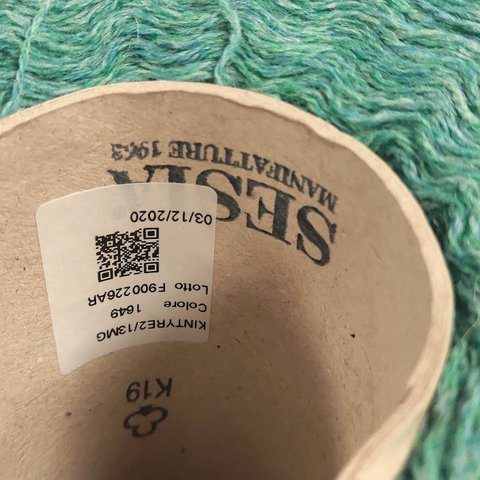 SESIA
MANIFATTURE 1963
KINTYRE2/13MG
Colore 1649
Lotto F900226AR
03/12/2020
K19